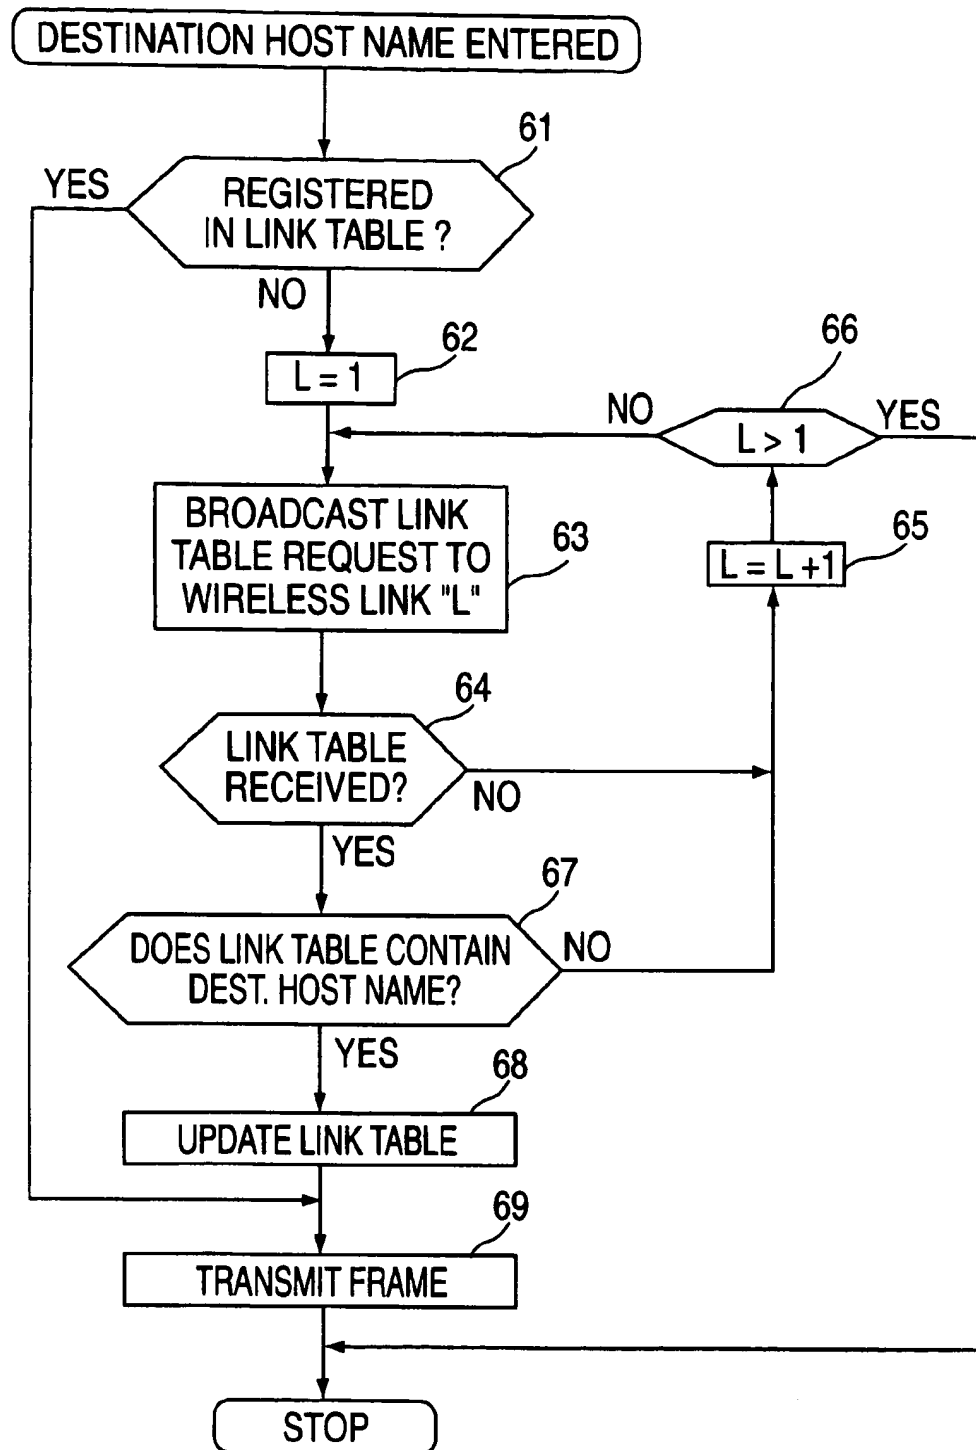 DESTINATION HOST NAME ENTERED
61
YES
REGISTERED
IN LINK TABLE ?
NO
62
L = 1
66
NO
L > 1
YES
BROADCAST LINK
TABLE REQUEST TO
WIRELESS LINK "L"
63
65
L = L +1
64
LINK TABLE
RECEIVED?
NO
YES
67
DOES LINK TABLE CONTAIN
DEST. HOST NAME?
NO
YES
68
UPDATE LINK TABLE
69
TRANSMIT FRAME
STOP